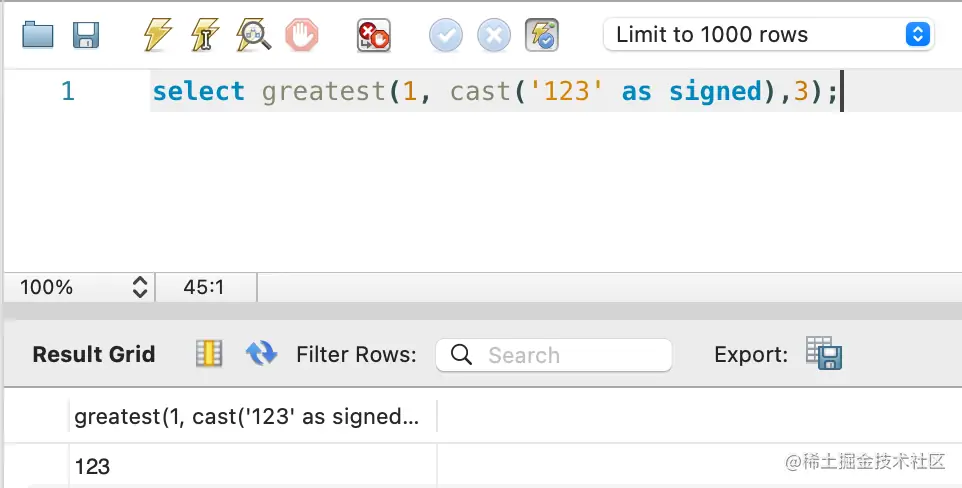 Limit to 1000 rows
1 select greatest(1, cast('123' as signed),3);
100% 45:1
Result Grid Filter Rows: Search Export:
greatest(1, cast('123' as signed...
123
@稀土掘金技术社区